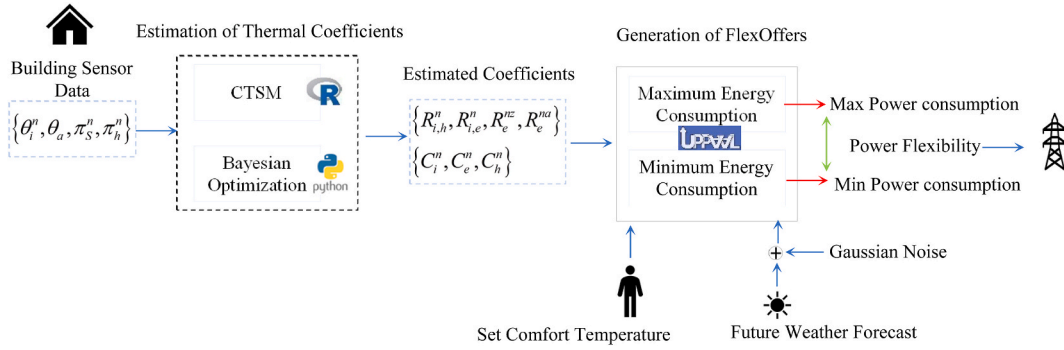 Estimation of Thermal Coefficients
Generation of FlexOffers
Building Sensor
Data
{θ_i^n, θ_a, π_S^n, π_h^n}
CTSM
R
Bayesian
Optimization
python
Estimated Coefficients
{R_{i,h}^n, R_{i,e}^n, R_e^{nz}, R_e^{na}}
{C_i^n, C_e^n, C_h^n}
Maximum Energy
Consumption
UPPAAL
Minimum Energy
Consumption
Max Power consumption
Power Flexibility
Min Power consumption
Gaussian Noise
+
Set Comfort Temperature
Future Weather Forecast